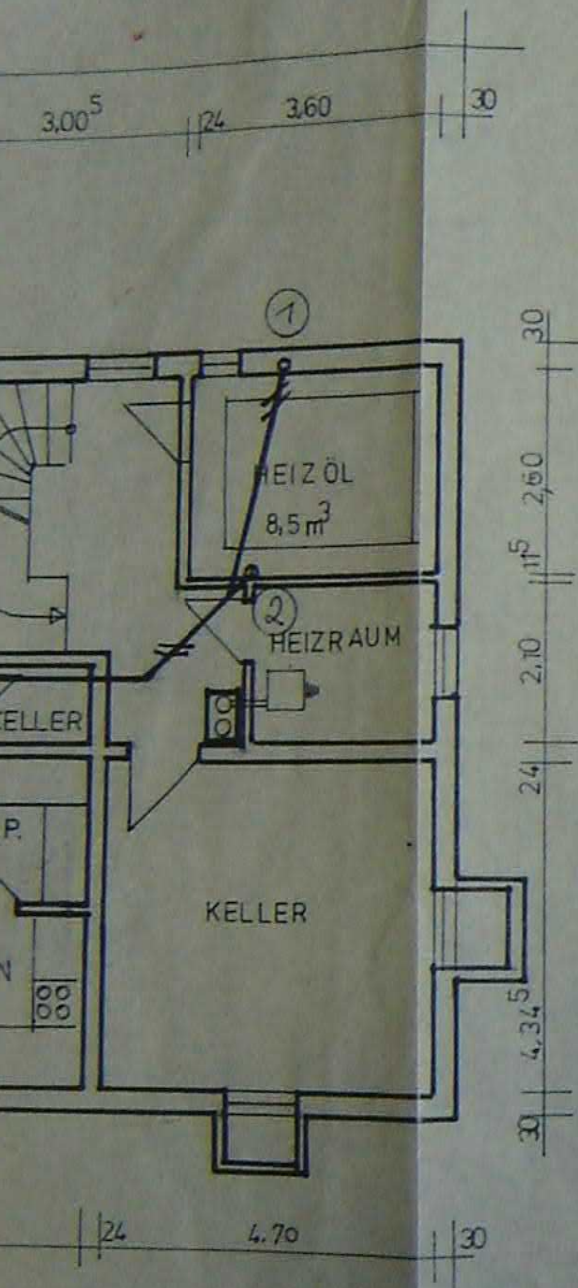 3,00⁵ 24 3,60 30
1
30
HEIZÖL
8,5 m³
2,60
11⁵
2
HEIZRAUM
2,10
KELLER
24
P.
KELLER
N
4,34⁵
30
24 4.70 30